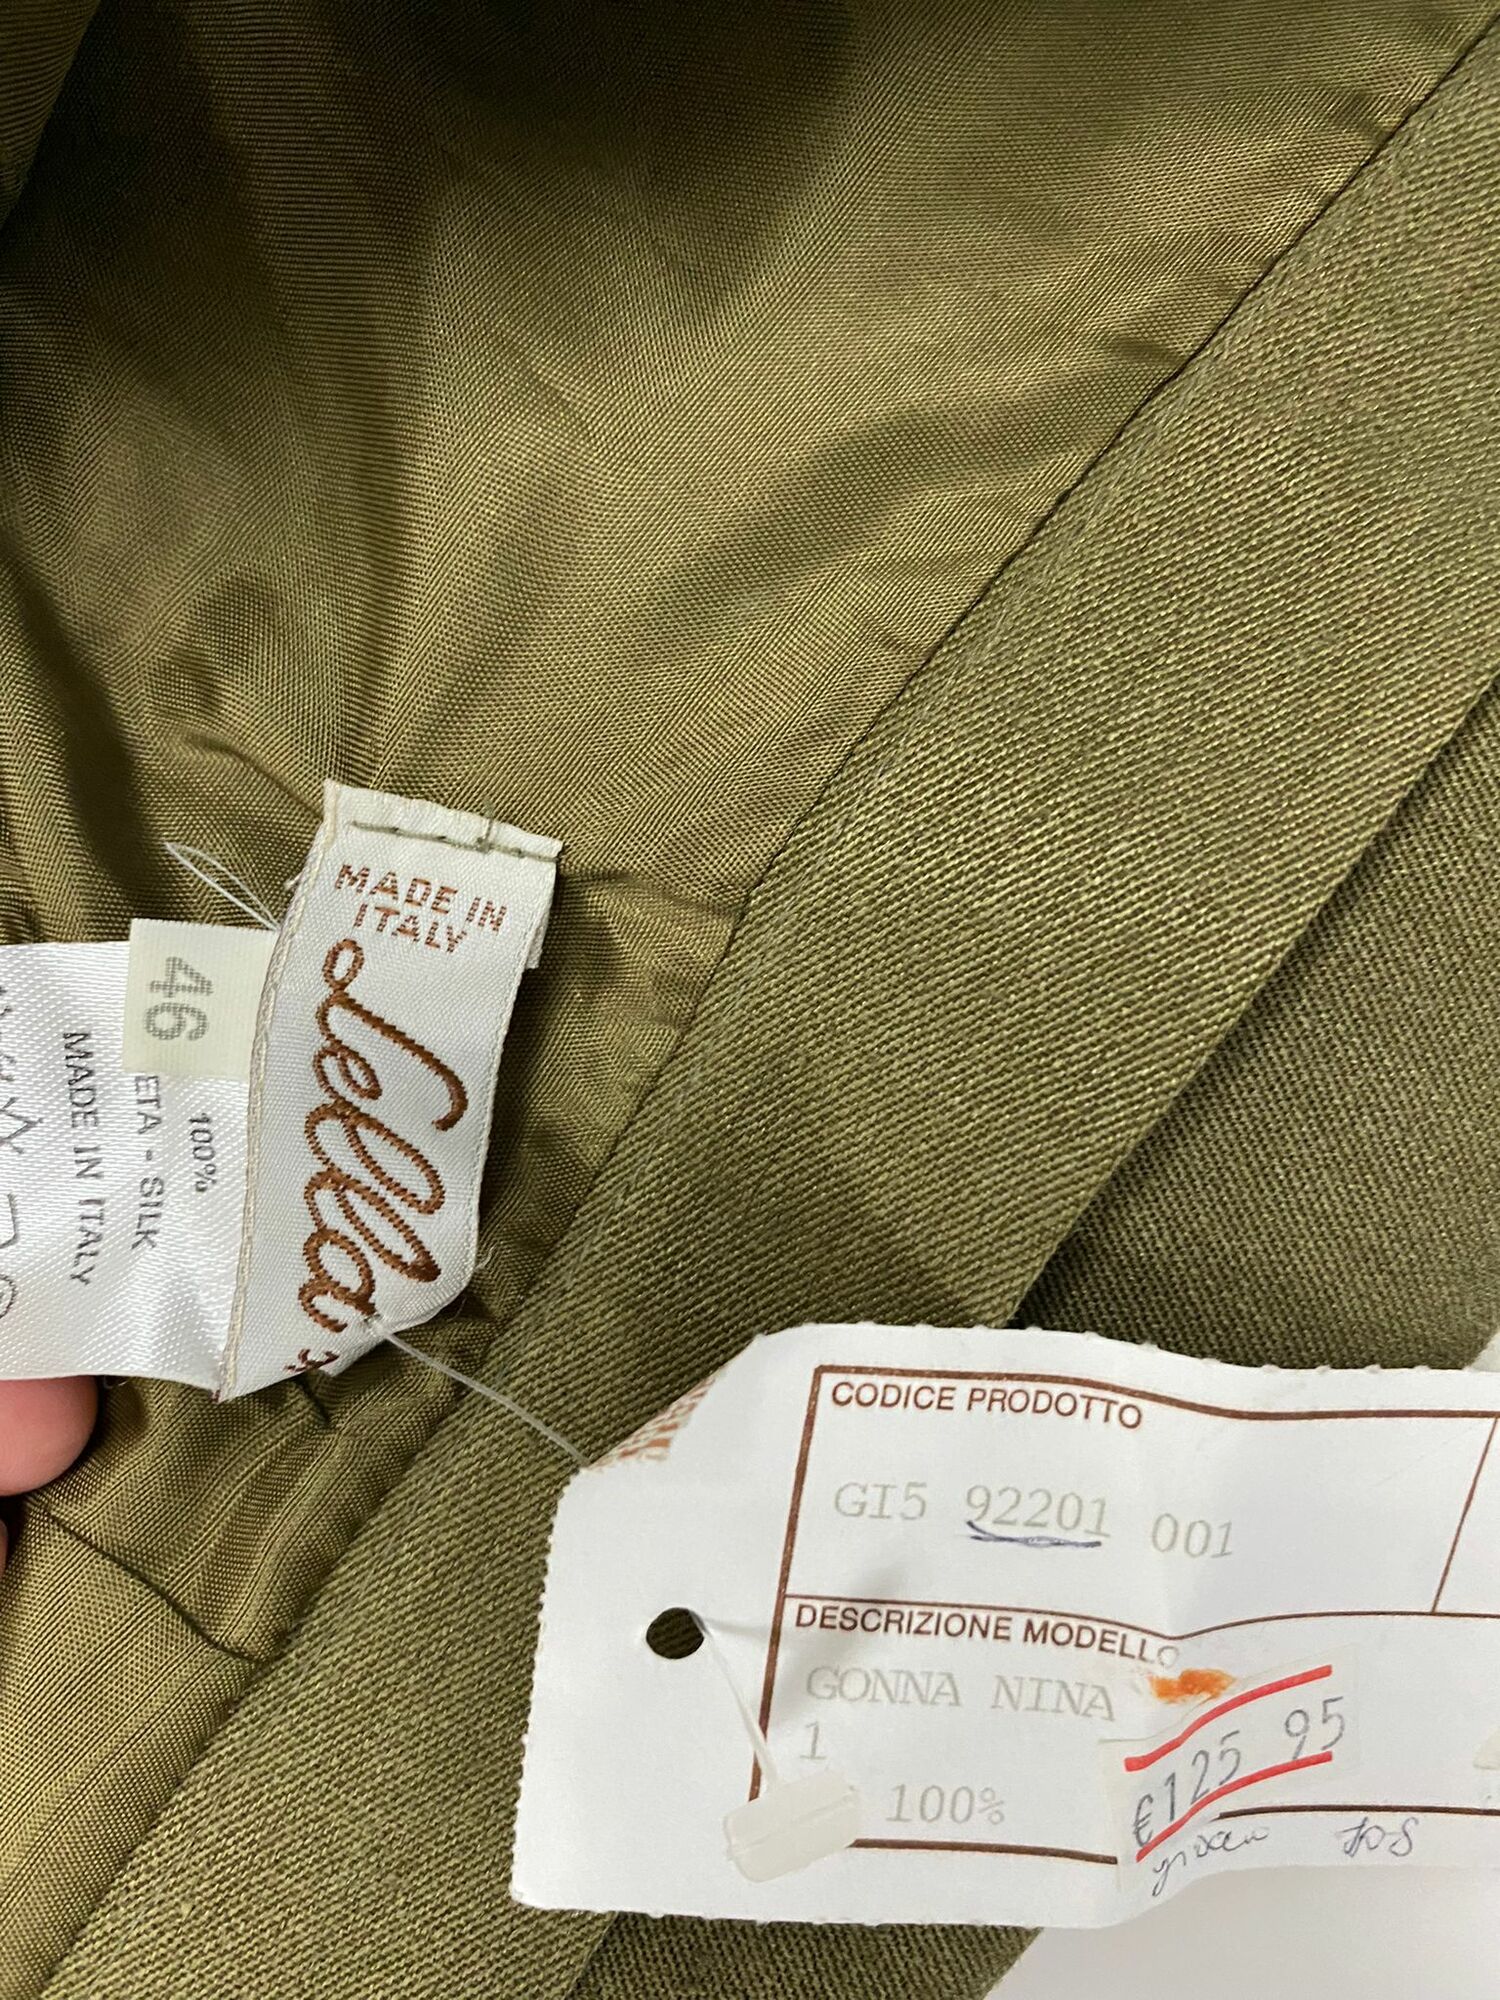 MADE IN
ITALY
Lella
46
100%
ETA - SILK
MADE IN ITALY
CODICE PRODOTTO
GI5 92201 001
DESCRIZIONE MODELLO
GONNA NINA
1
100%
€125 95